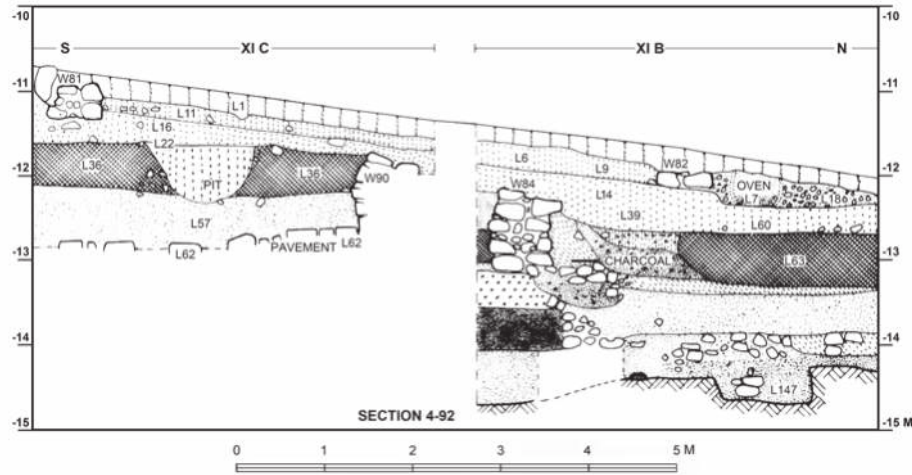 -10 -10
S XI C XI B N
-11 W81 L1 -11
L11
L16 L6
L22 L9 W82
-12 L36 L36 W90 OVEN -12
PIT W84 L14 L7 L18
L57 L39 L60
-13 L62 PAVEMENT L62 CHARCOAL L63 -13
-14 -14
L147
SECTION 4-92
-15 -15 M
0 1 2 3 4 5 M